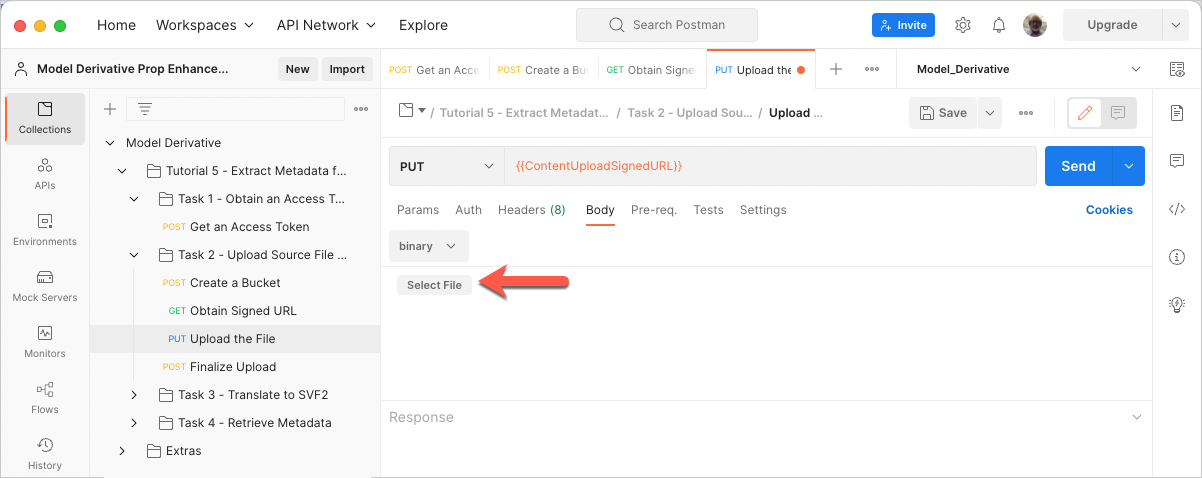 Home Workspaces API Network Explore Search Postman Invite Upgrade
Model Derivative Prop Enhance... New Import
POST Get an Acce POST Create a Bu GET Obtain Signe PUT Upload the Model_Derivative
/ Tutorial 5 - Extract Metadat... / Task 2 - Upload Sou... / Upload ... Save
PUT {{ContentUploadSignedURL}} Send
Params Auth Headers (8) Body Pre-req. Tests Settings Cookies
binary
Select File
Response
Collections
APIs
Environments
Mock Servers
Monitors
Flows
History
Model Derivative
Tutorial 5 - Extract Metadata f...
Task 1 - Obtain an Access T...
POST Get an Access Token
Task 2 - Upload Source File ...
POST Create a Bucket
GET Obtain Signed URL
PUT Upload the File
POST Finalize Upload
Task 3 - Translate to SVF2
Task 4 - Retrieve Metadata
Extras